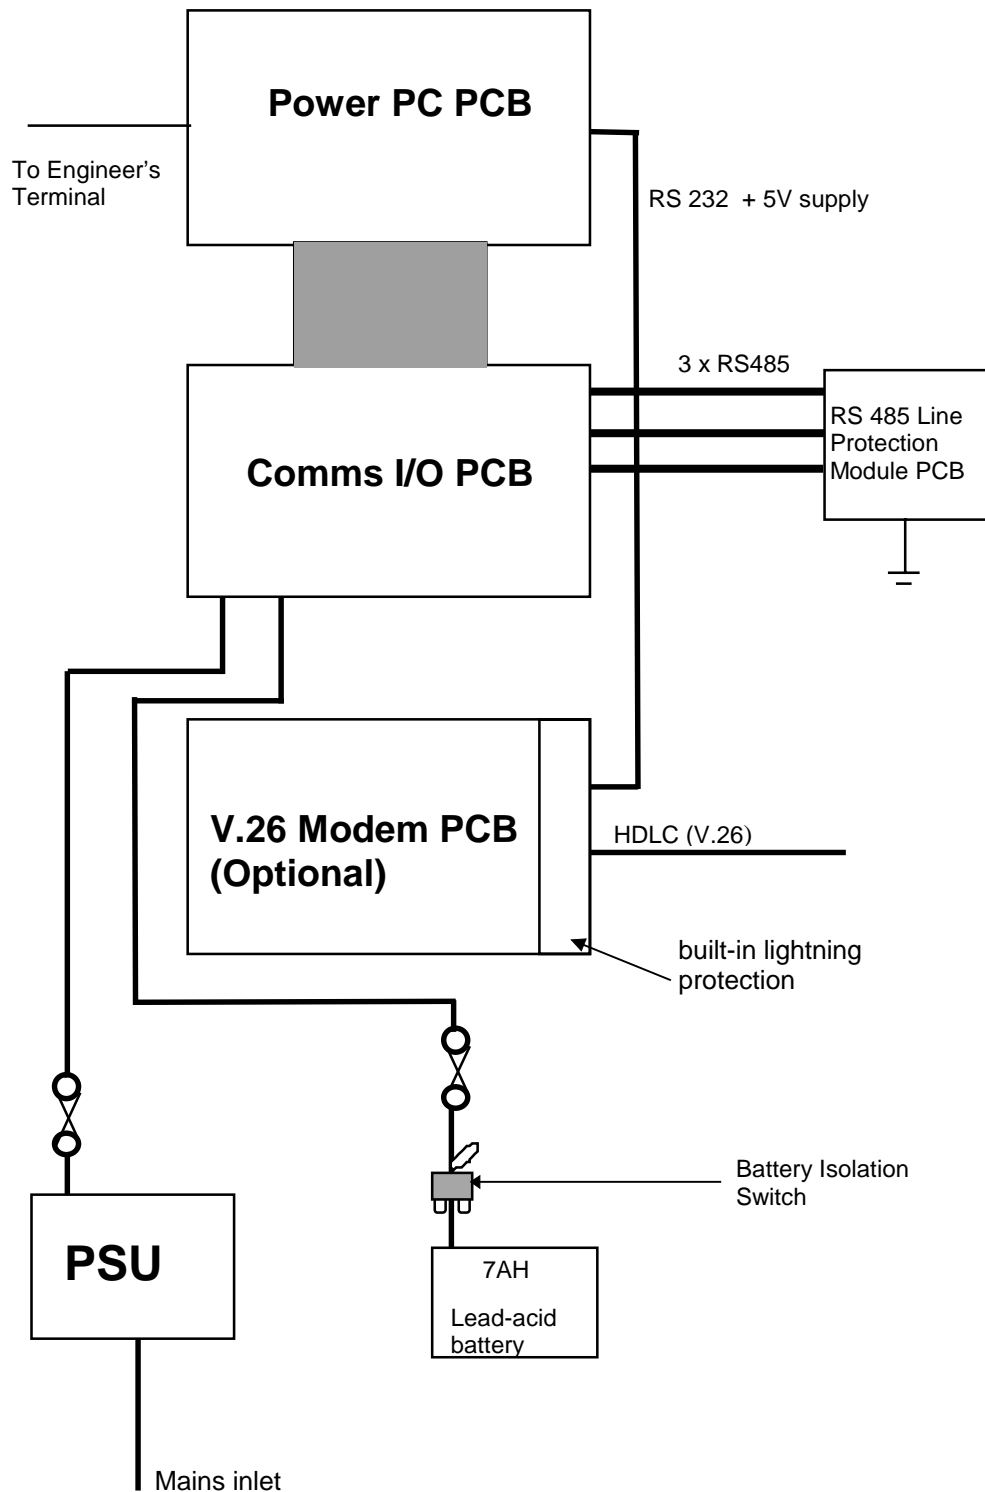 Power PC PCB
To Engineer's
Terminal
RS 232  + 5V supply
3 x RS485
RS 485 Line
Protection
Module PCB
Comms I/O PCB
V.26 Modem PCB
(Optional)
HDLC (V.26)
built-in lightning
protection
Battery Isolation
Switch
PSU
7AH
Lead-acid
battery
Mains inlet